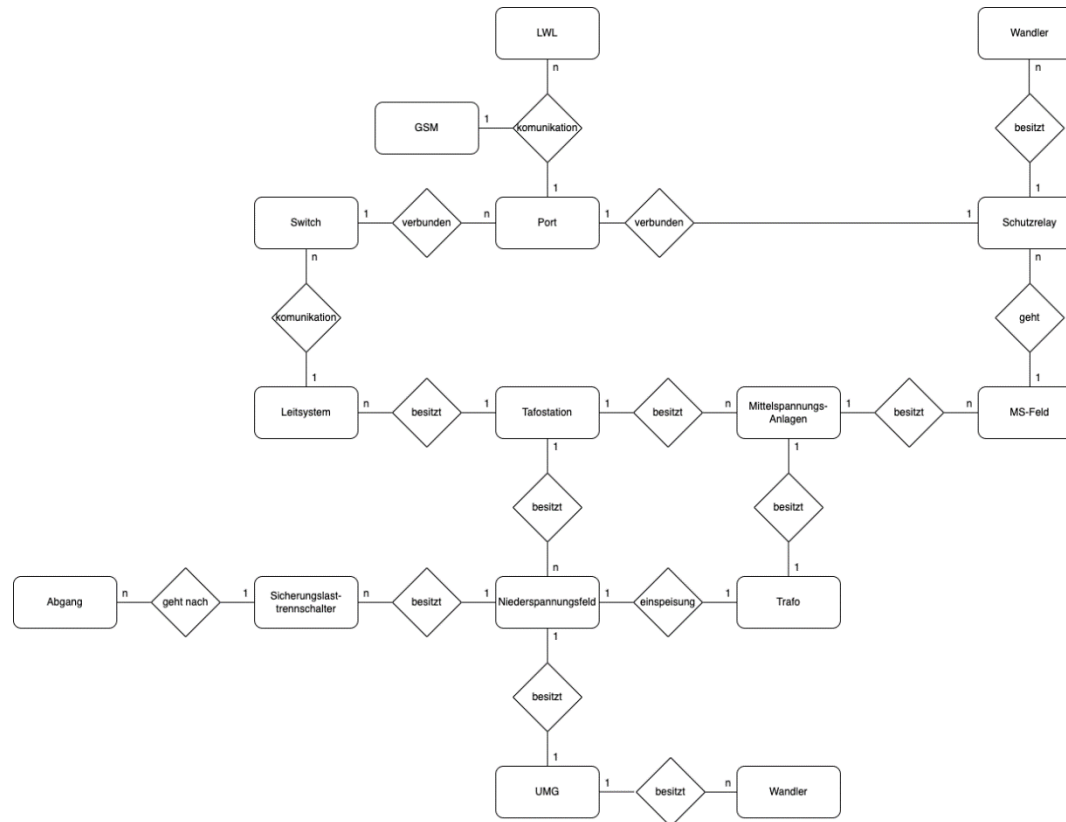 LWL
Wandler
n
n
GSM
1
komunikation
besitzt
1
1
Switch
1
verbunden
n
Port
1
verbunden
1
Schutzrelay
n
n
komunikation
geht
1
1
Leitsystem
n
besitzt
1
Tafostation
1
besitzt
n
Mittelspannungs-
Anlagen
1
besitzt
n
MS-Feld
1
1
besitzt
besitzt
n
1
Abgang
n
geht nach
1
Sicherungslast-
trennschalter
n
besitzt
1
Niederspannungsfeld
1
einspeisung
1
Trafo
1
besitzt
1
UMG
1
besitzt
n
Wandler